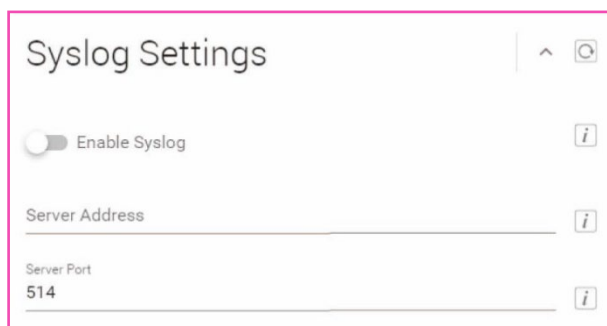 Syslog Settings
Enable Syslog
Server Address
Server Port
514